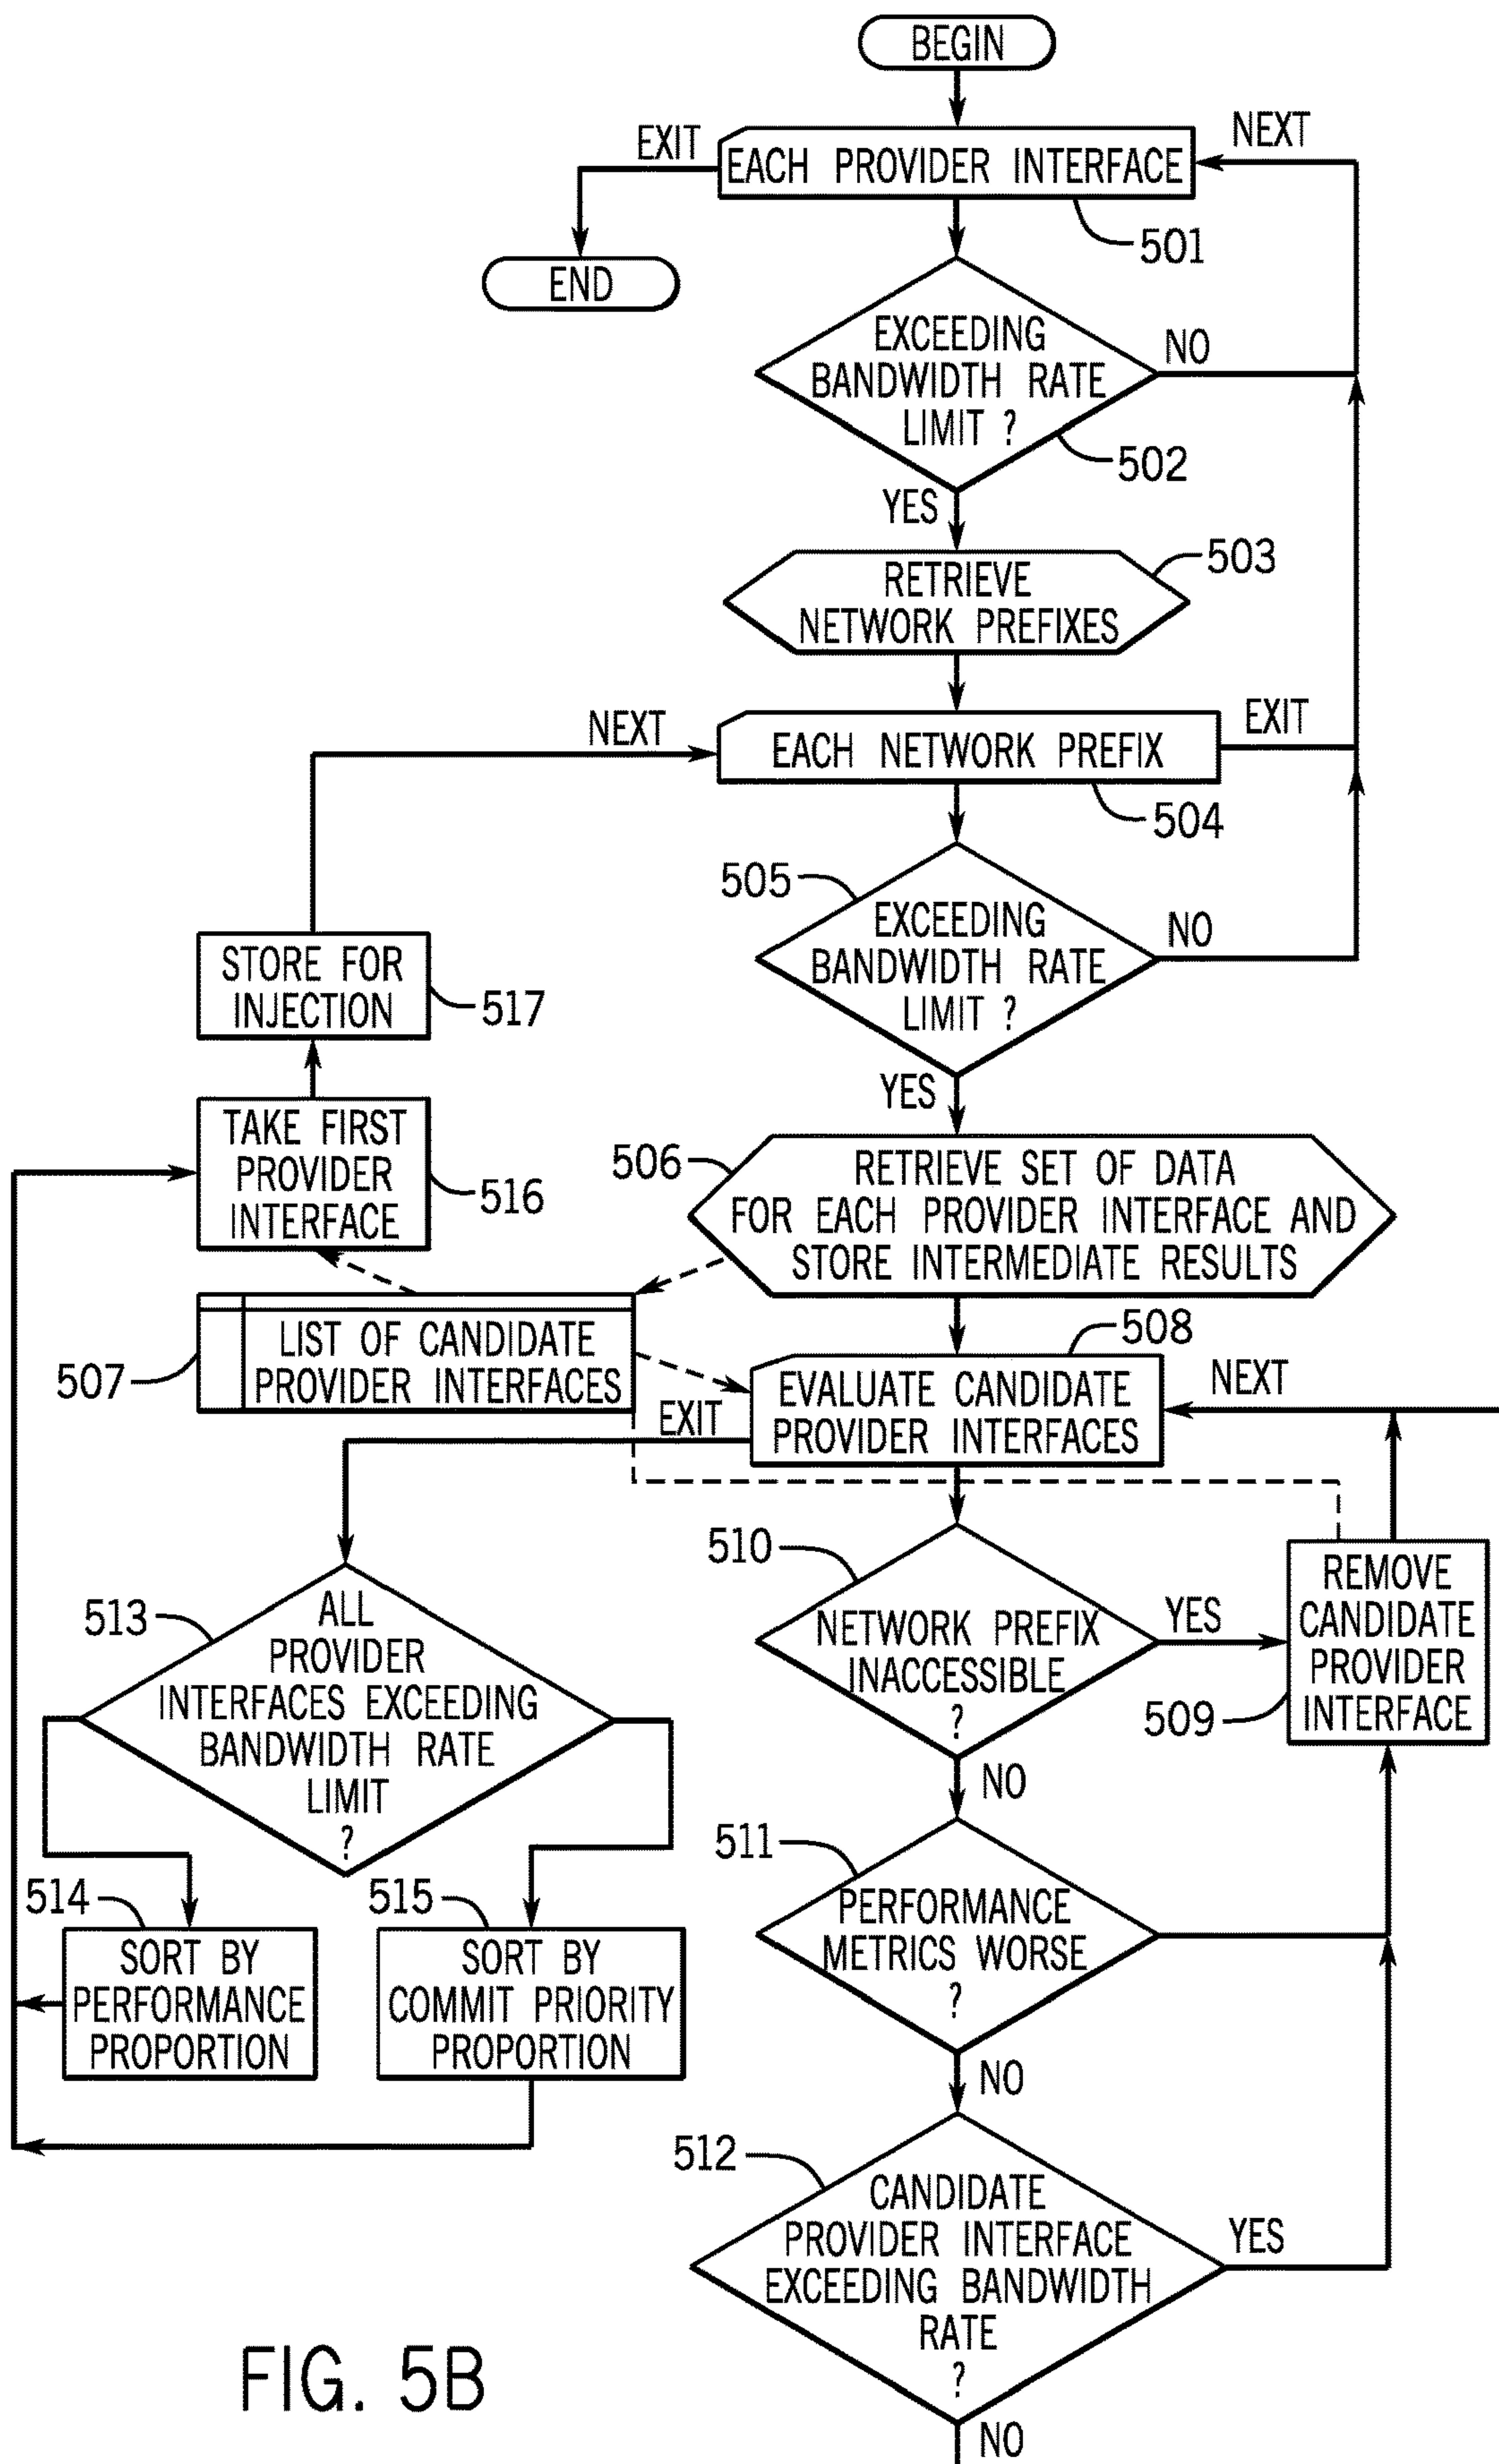 BEGIN
EXIT
NEXT
EACH PROVIDER INTERFACE
501
END
EXCEEDING
BANDWIDTH RATE
LIMIT ?
NO
502
YES
503
RETRIEVE
NETWORK PREFIXES
NEXT
EXIT
EACH NETWORK PREFIX
504
505
EXCEEDING
BANDWIDTH RATE
LIMIT ?
NO
STORE FOR
INJECTION
517
YES
TAKE FIRST
PROVIDER
INTERFACE
516
506
RETRIEVE SET OF DATA
FOR EACH PROVIDER INTERFACE AND
STORE INTERMEDIATE RESULTS
LIST OF CANDIDATE
PROVIDER INTERFACES
507
508
EVALUATE CANDIDATE
PROVIDER INTERFACES
NEXT
EXIT
510
NETWORK PREFIX
INACCESSIBLE
?
YES
REMOVE
CANDIDATE
PROVIDER
INTERFACE
509
513
ALL
PROVIDER
INTERFACES EXCEEDING
BANDWIDTH RATE
LIMIT
?
NO
511
PERFORMANCE
METRICS WORSE
?
514
SORT BY
PERFORMANCE
PROPORTION
515
SORT BY
COMMIT PRIORITY
PROPORTION
NO
512
CANDIDATE
PROVIDER INTERFACE
EXCEEDING BANDWIDTH
RATE
?
YES
NO
FIG. 5B